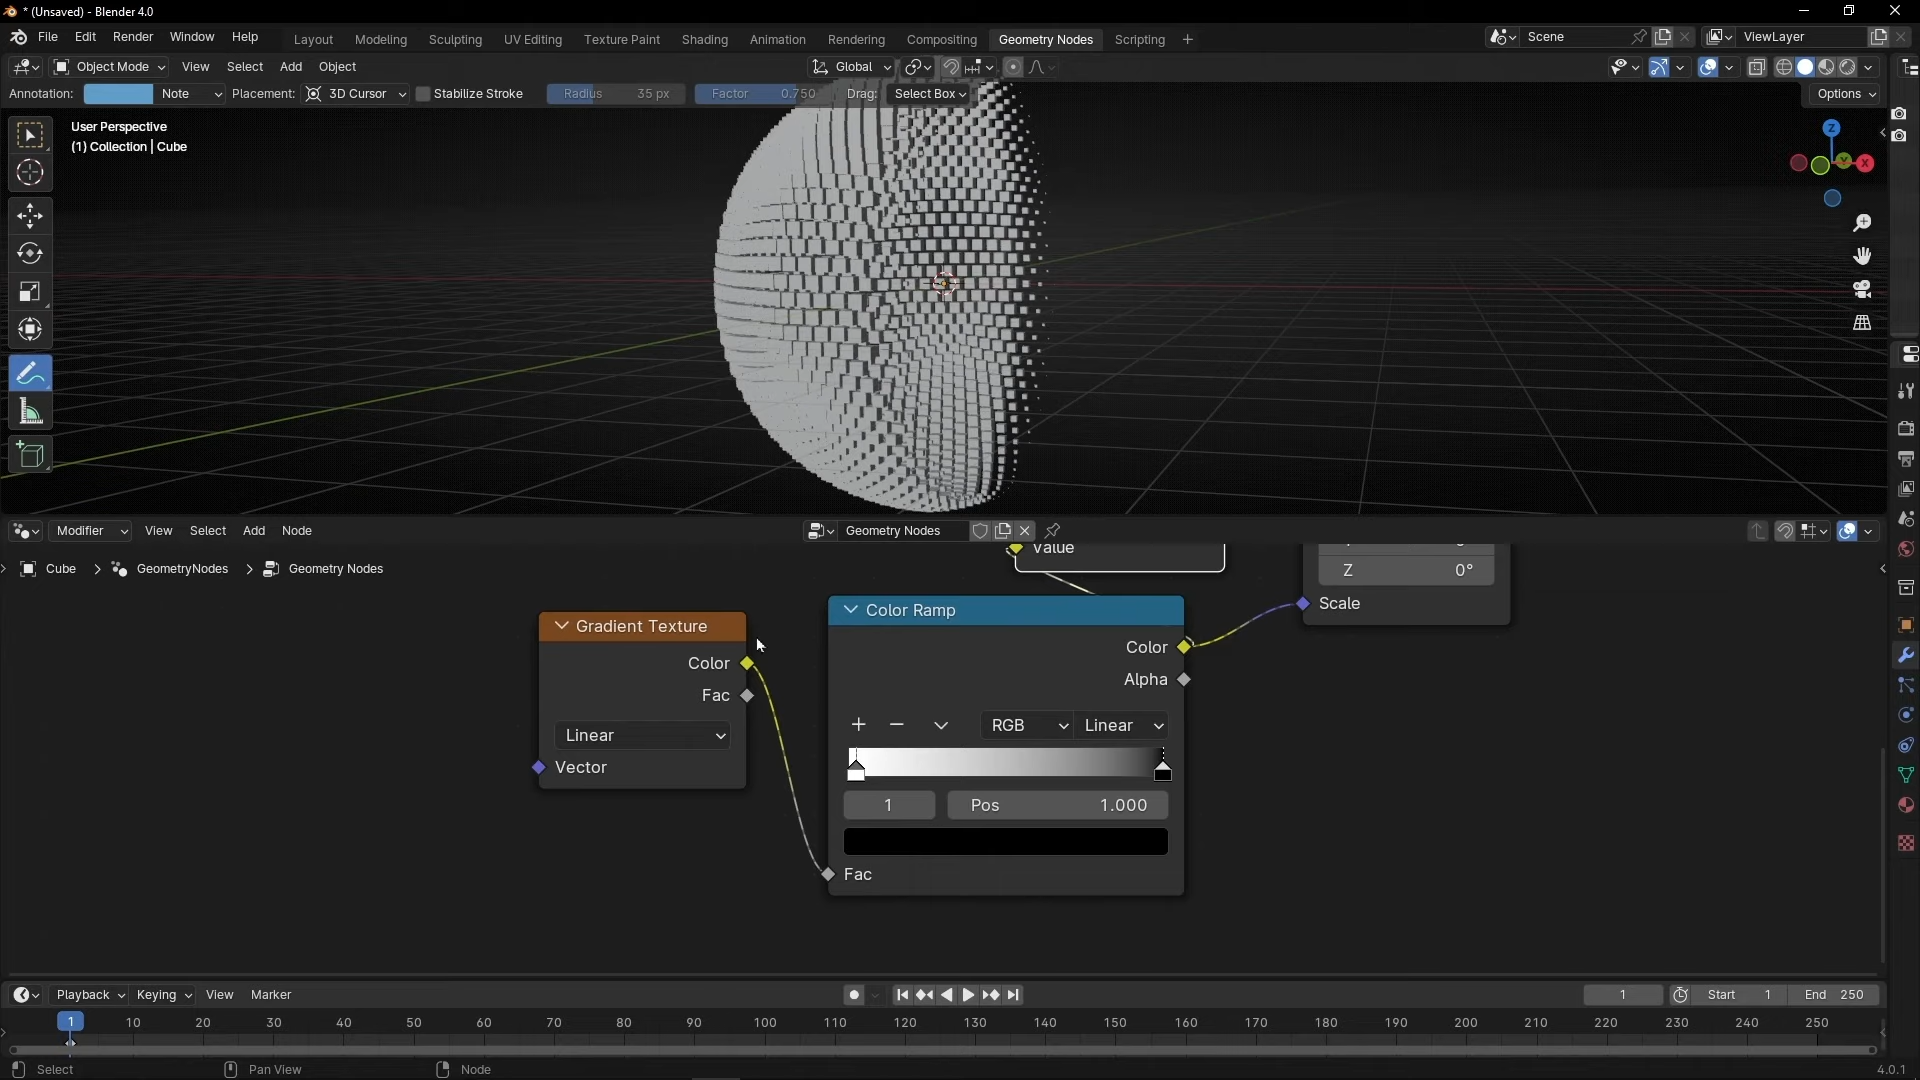 * (Unsaved) - Blender 4.0
File Edit Render Window Help Layout Modeling Sculpting UV Editing Texture Paint Shading Animation Rendering Compositing Geometry Nodes Scripting + Scene ViewLayer
Object Mode View Select Add Object Global
Annotation: Note Placement: 3D Cursor Stabilize Stroke Radius 35 px Factor 0.750 Drag: Select Box Options
User Perspective
(1) Collection | Cube
Z
Y
X
Modifier View Select Add Node Geometry Nodes
Value
Cube > GeometryNodes > Geometry Nodes
Z 0°
Scale
Gradient Texture
Color
Fac
Linear
Vector
Color Ramp
Color
Alpha
RGB Linear
1 Pos 1.000
Fac
Playback Keying View Marker 1 Start 1 End 250
1 10 20 30 40 50 60 70 80 90 100 110 120 130 140 150 160 170 180 190 200 210 220 230 240 250
Select Pan View Node 4.0.1